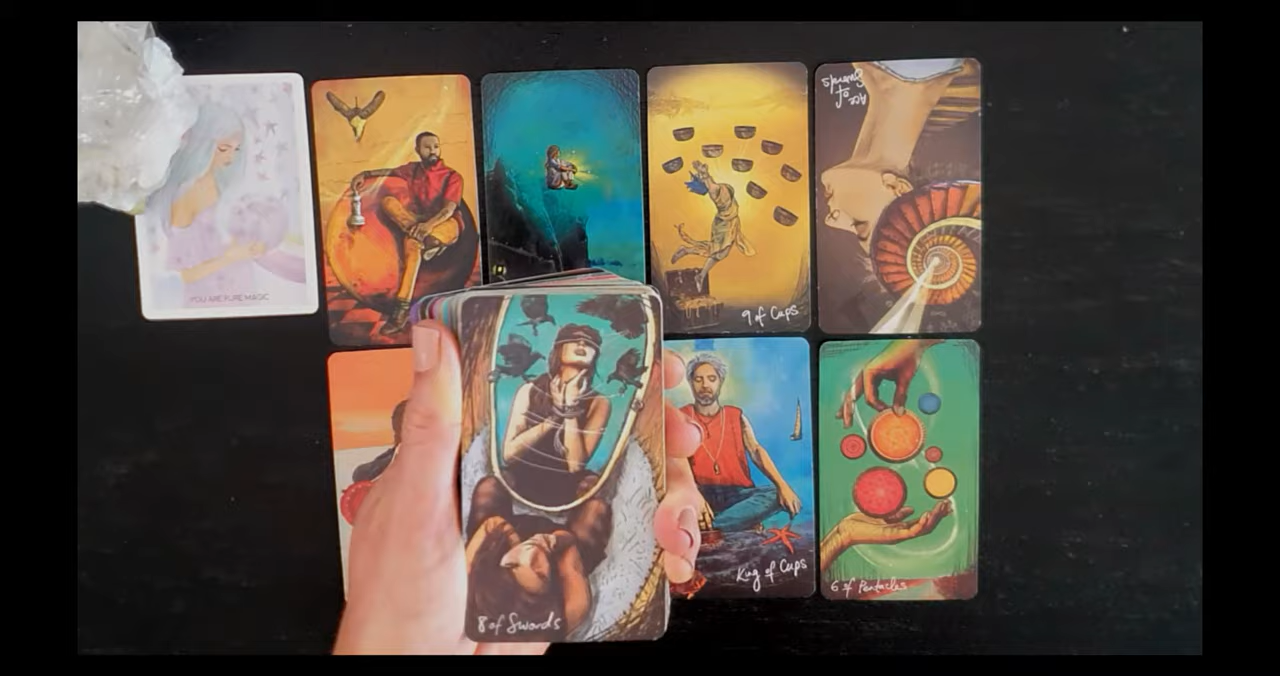 YOU ARE PURE MAGIC
9 of Cups
Ace of
Swords
King of Cups
6 of Pentacles
8 of Swords